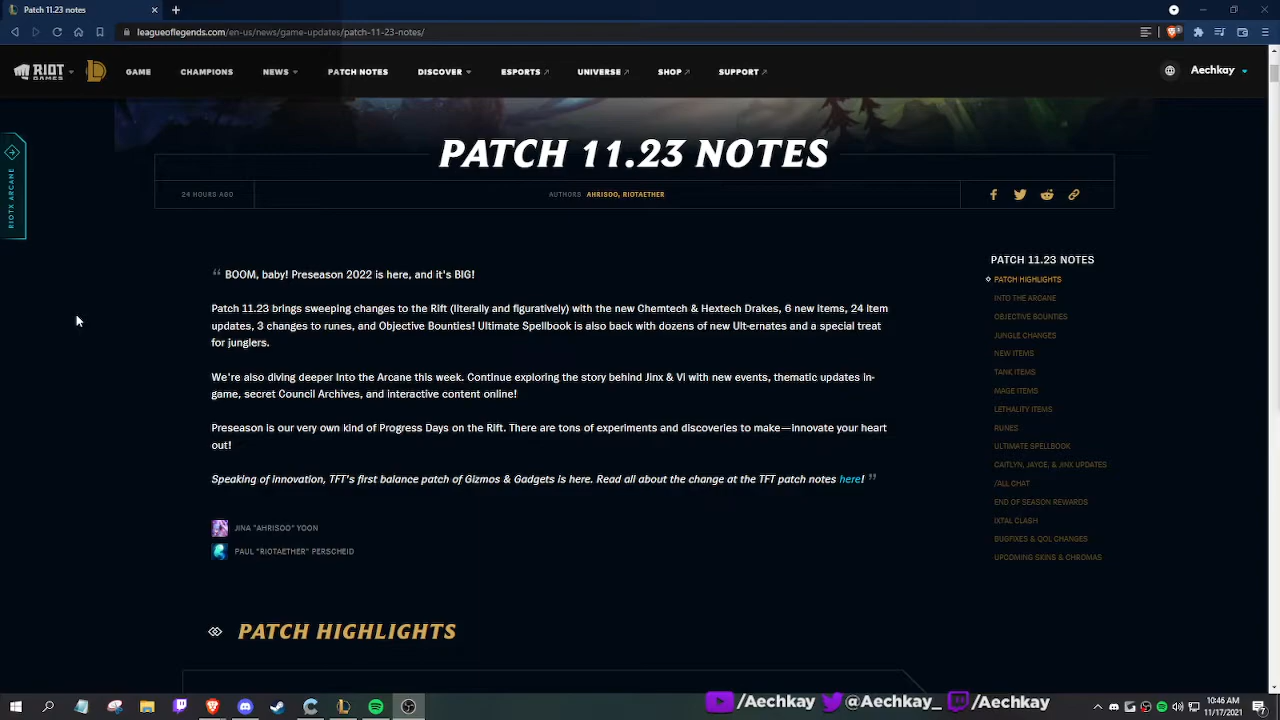 Patch 11.23 notes
leagueoflegends.com/en-us/news/game-updates/patch-11-23-notes/
RIOT GAMES
GAME
CHAMPIONS
NEWS
PATCH NOTES
DISCOVER
ESPORTS
UNIVERSE
SHOP
SUPPORT
Aechkay
RIOTX ARCANE
PATCH 11.23 NOTES
24 HOURS AGO
AUTHORS AHRISOO, RIOTAETHER
“ BOOM, baby! Preseason 2022 is here, and it's BIG!
Patch 11.23 brings sweeping changes to the Rift (literally and figuratively) with the new Chemtech & Hextech Drakes, 6 new items, 24 item
updates, 3 changes to runes, and Objective Bounties! Ultimate Spellbook is also back with dozens of new Ult-ernates and a special treat
for junglers.
We're also diving deeper Into the Arcane this week. Continue exploring the story behind Jinx & Vi with new events, thematic updates in-
game, secret Council Archives, and interactive content online!
Preseason is our very own kind of Progress Days on the Rift. There are tons of experiments and discoveries to make—innovate your heart
out!
Speaking of innovation, TFT's first balance patch of Gizmos & Gadgets is here. Read all about the change at the TFT patch notes here! ”
JINA "AHRISOO" YOON
PAUL "RIOTAETHER" PERSCHEID
PATCH HIGHLIGHTS
PATCH 11.23 NOTES
PATCH HIGHLIGHTS
INTO THE ARCANE
OBJECTIVE BOUNTIES
JUNGLE CHANGES
NEW ITEMS
TANK ITEMS
MAGE ITEMS
LETHALITY ITEMS
RUNES
ULTIMATE SPELLBOOK
CAITLYN, JAYCE, & JINX UPDATES
/ALL CHAT
END OF SEASON REWARDS
IXTAL CLASH
BUGFIXES & QOL CHANGES
UPCOMING SKINS & CHROMAS
/Aechkay
@Aechkay_
/Aechkay
10:46 AM
11/17/2021